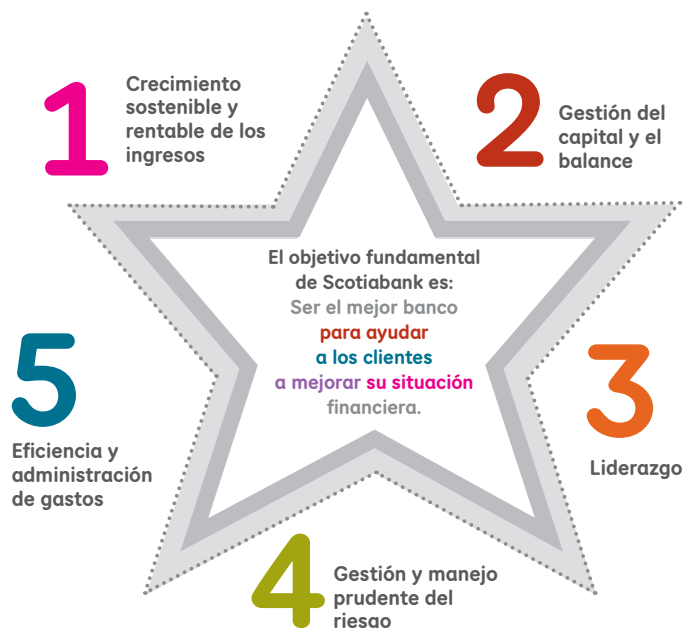 1
Crecimiento
sostenible y
rentable de los
ingresos
2
Gestión del
capital y el
balance
El objetivo fundamental
de Scotiabank es:
Ser el mejor banco
para ayudar
a los clientes
a mejorar su situación
financiera.
3
Liderazgo
4
Gestión y manejo
prudente del
riesgo
5
Eficiencia y
administración
de gastos